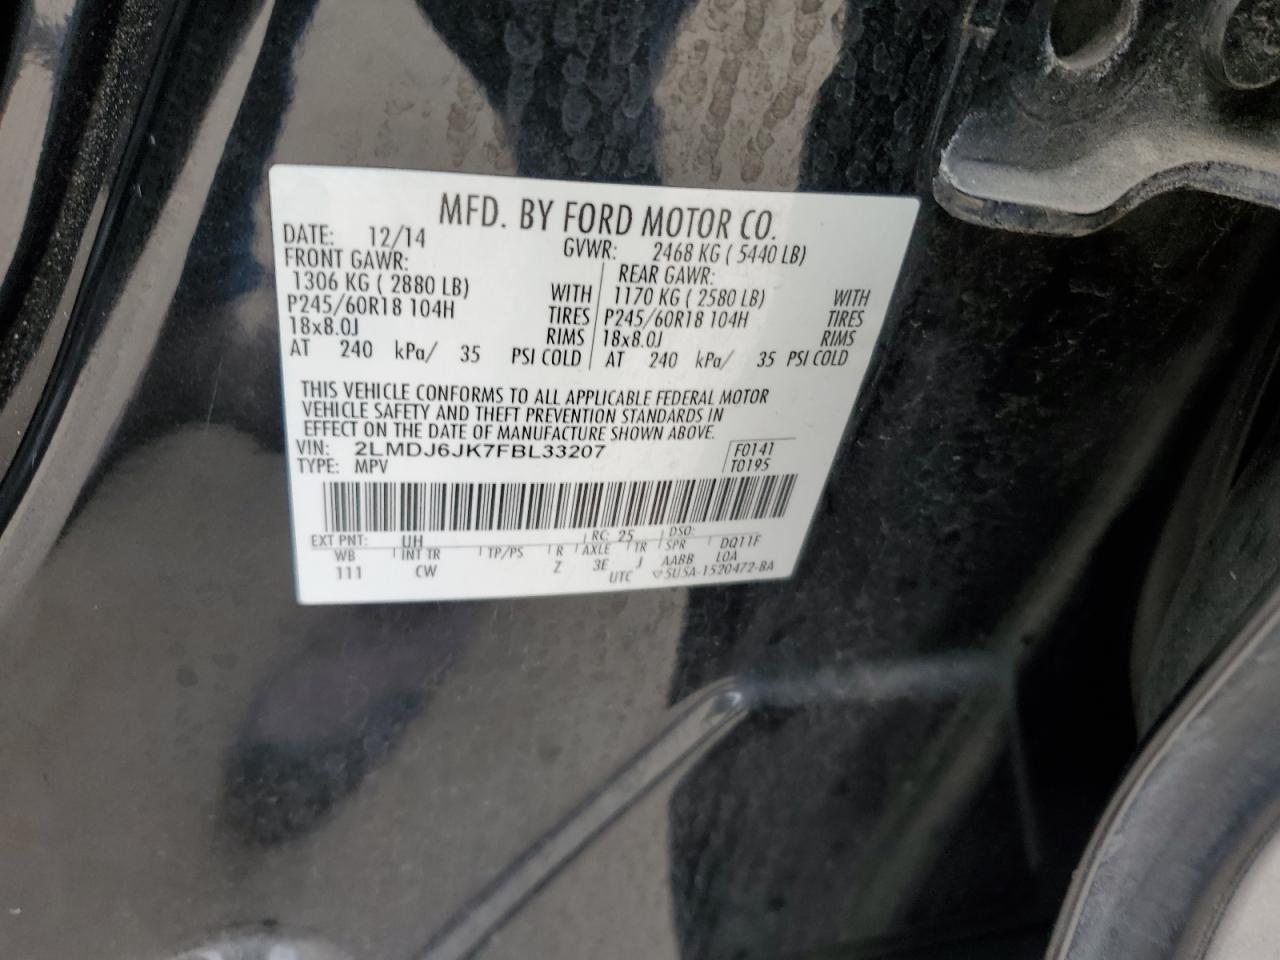 MFD. BY FORD MOTOR CO.
DATE: 12/14 GVWR: 2468 KG ( 5440 LB)
FRONT GAWR: REAR GAWR:
1306 KG ( 2880 LB) WITH 1170 KG ( 2580 LB) WITH
P245/60R18 104H TIRES P245/60R18 104H TIRES
18x8.0J RIMS 18x8.0J RIMS
AT 240 kPa/ 35 PSI COLD AT 240 kPa/ 35 PSI COLD
THIS VEHICLE CONFORMS TO ALL APPLICABLE FEDERAL MOTOR
VEHICLE SAFETY AND THEFT PREVENTION STANDARDS IN
EFFECT ON THE DATE OF MANUFACTURE SHOWN ABOVE.
VIN: 2LMDJ6JK7FBL33207 F0141
TYPE: MPV T0195
EXT PNT: UH RC: 25 DSO:
WB INT TR TP/PS R AXLE TR SPR DQ11F
111 CW Z 3E J AABB LOA
UTC ▽5U5A-1520472-BA